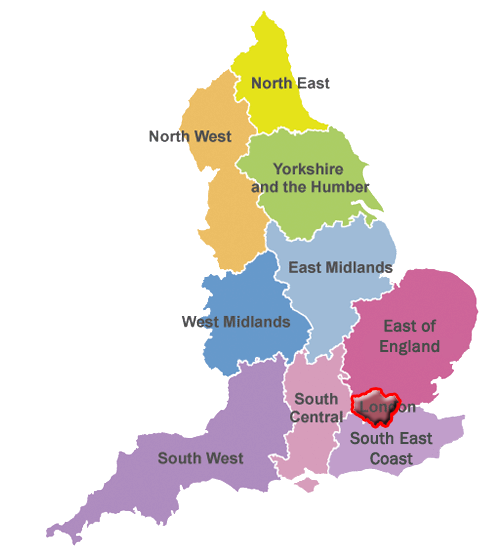 North East
North West
Yorkshire
and the Humber
East Midlands
West Midlands
East of
England
South
Central
London
South East
Coast
South West